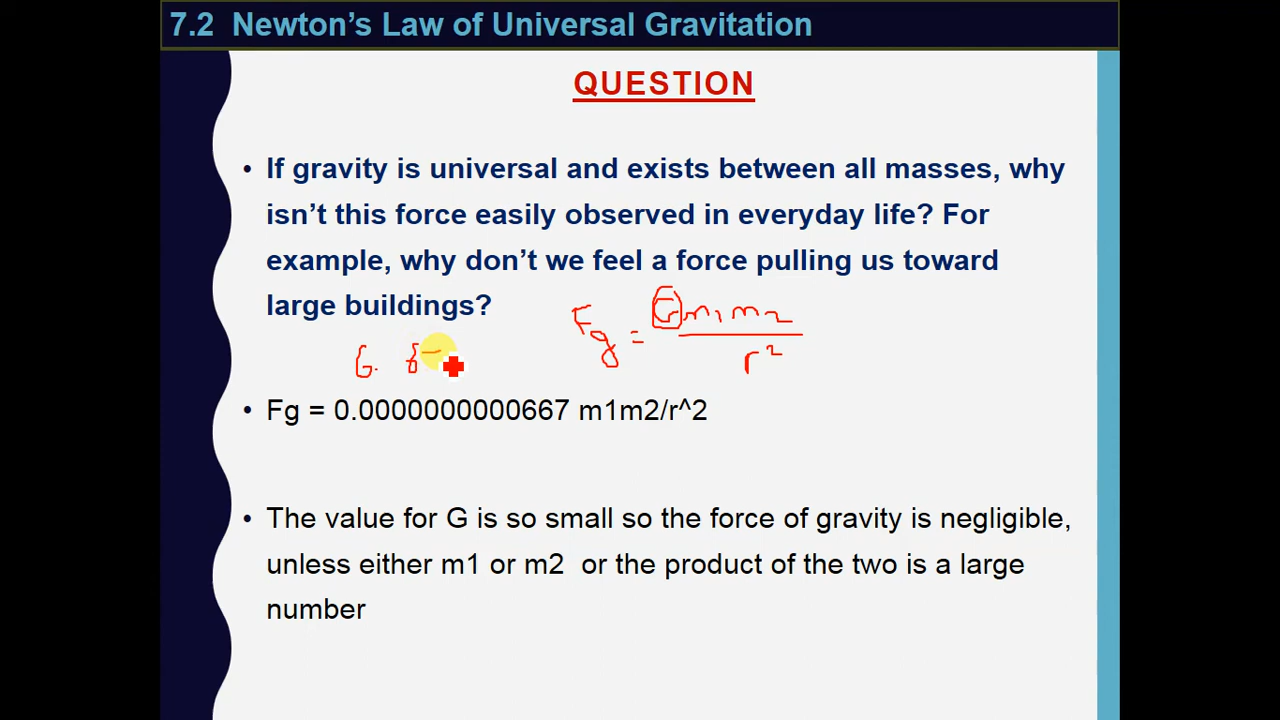 7.2 Newton's Law of Universal Gravitation
QUESTION
• If gravity is universal and exists between all masses, why
isn't this force easily observed in everyday life? For
example, why don't we feel a force pulling us toward
large buildings?
Fg = Gm1m2
r²
6.
• Fg = 0.0000000000667 m1m2/r^2
• The value for G is so small so the force of gravity is negligible,
unless either m1 or m2 or the product of the two is a large
number